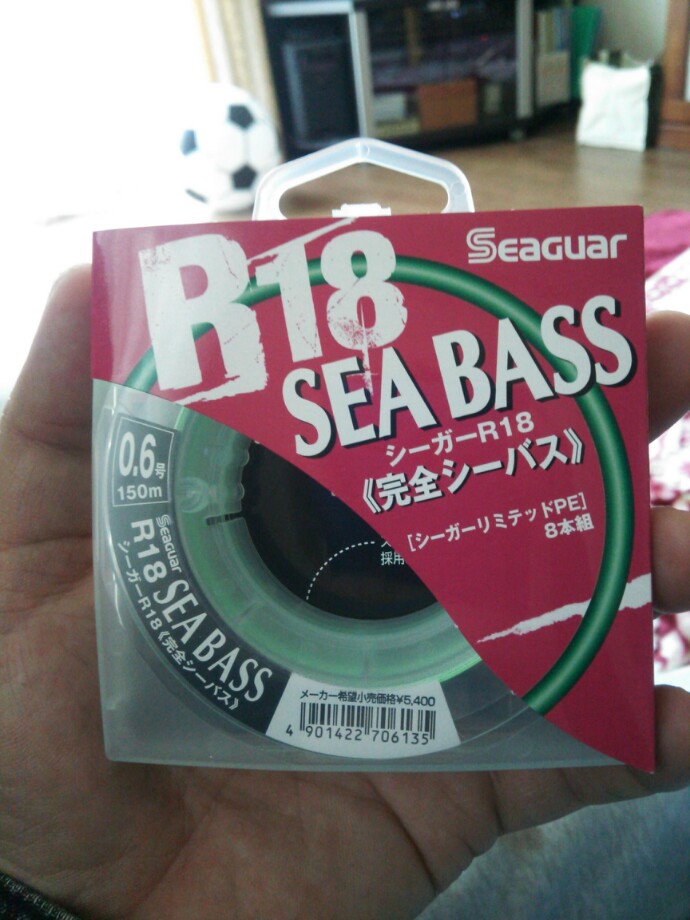 R18
SEAGUAR
SEA BASS
シーガーR18
《完全シーバス》
[シーガーリミテッドPE]
8本組
0.6号
150m
SEAGUAR
R18 SEA BASS
シーガーR18《完全シーバス》
採用
メーカー希望小売価格¥5,400
4 901422 706135